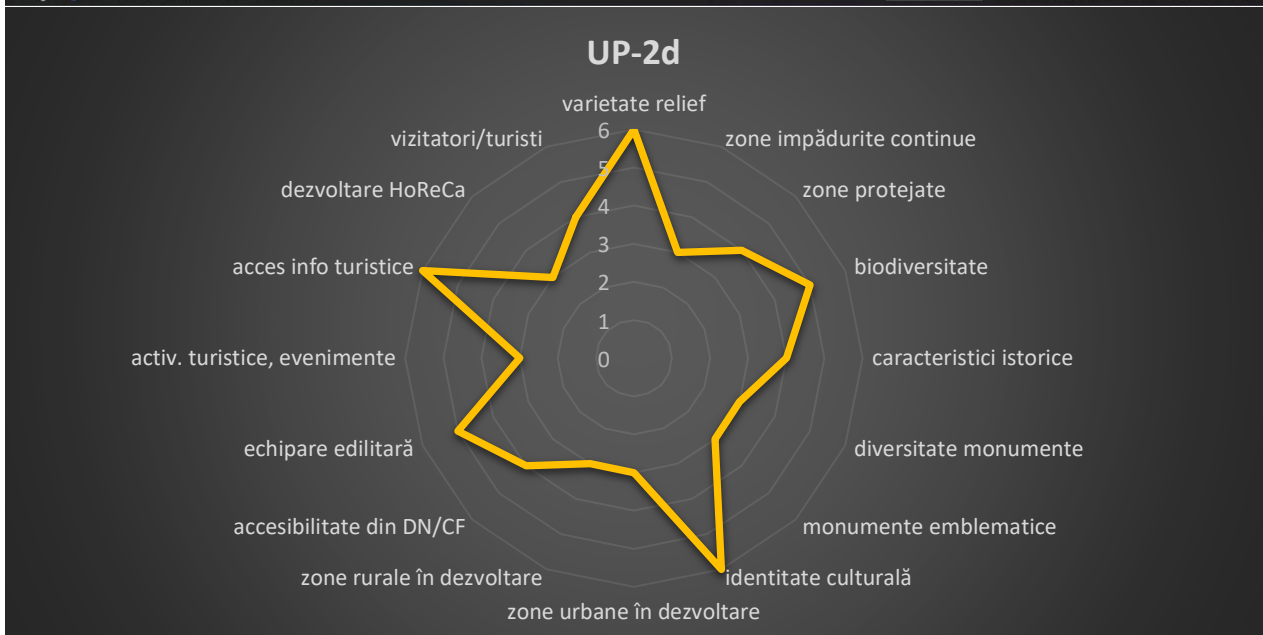 UP-2d
varietate relief
zone impădurite continue
zone protejate
biodiversitate
caracteristici istorice
diversitate monumente
monumente emblematice
identitate culturală
zone urbane în dezvoltare
zone rurale în dezvoltare
accesibilitate din DN/CF
echipare edilitară
activ. turistice, evenimente
acces info turistice
dezvoltare HoReCa
vizitatori/turisti
6
5
4
3
2
1
0